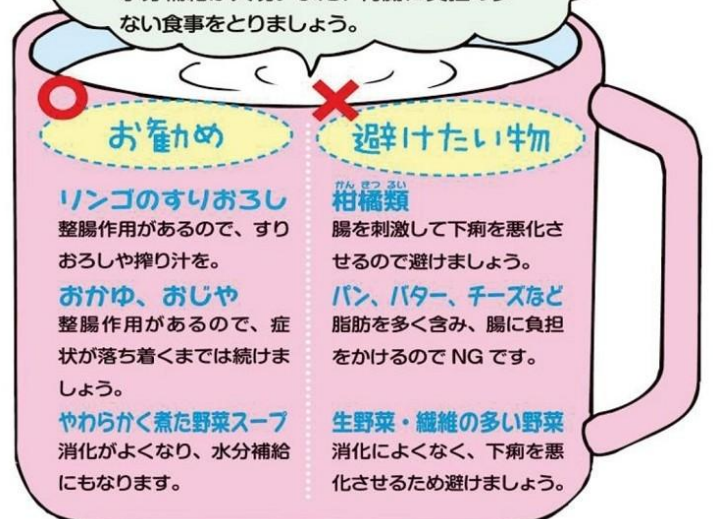 ない食事をとりましょう。
お勧め
避けたい物
リンゴのすりおろし
整腸作用があるので、すり
おろしや搾り汁を。
おかゆ、おじや
整腸作用があるので、症
状が落ち着くまでは続けま
しょう。
やわらかく煮た野菜スープ
消化がよくなり、水分補給
にもなります。
かんきつるい
柑橘類
腸を刺激して下痢を悪化さ
せるので避けましょう。
パン、バター、チーズなど
脂肪を多く含み、腸に負担
をかけるので NG です。
生野菜・繊維の多い野菜
消化によくなく、下痢を悪
化させるため避けましょう。